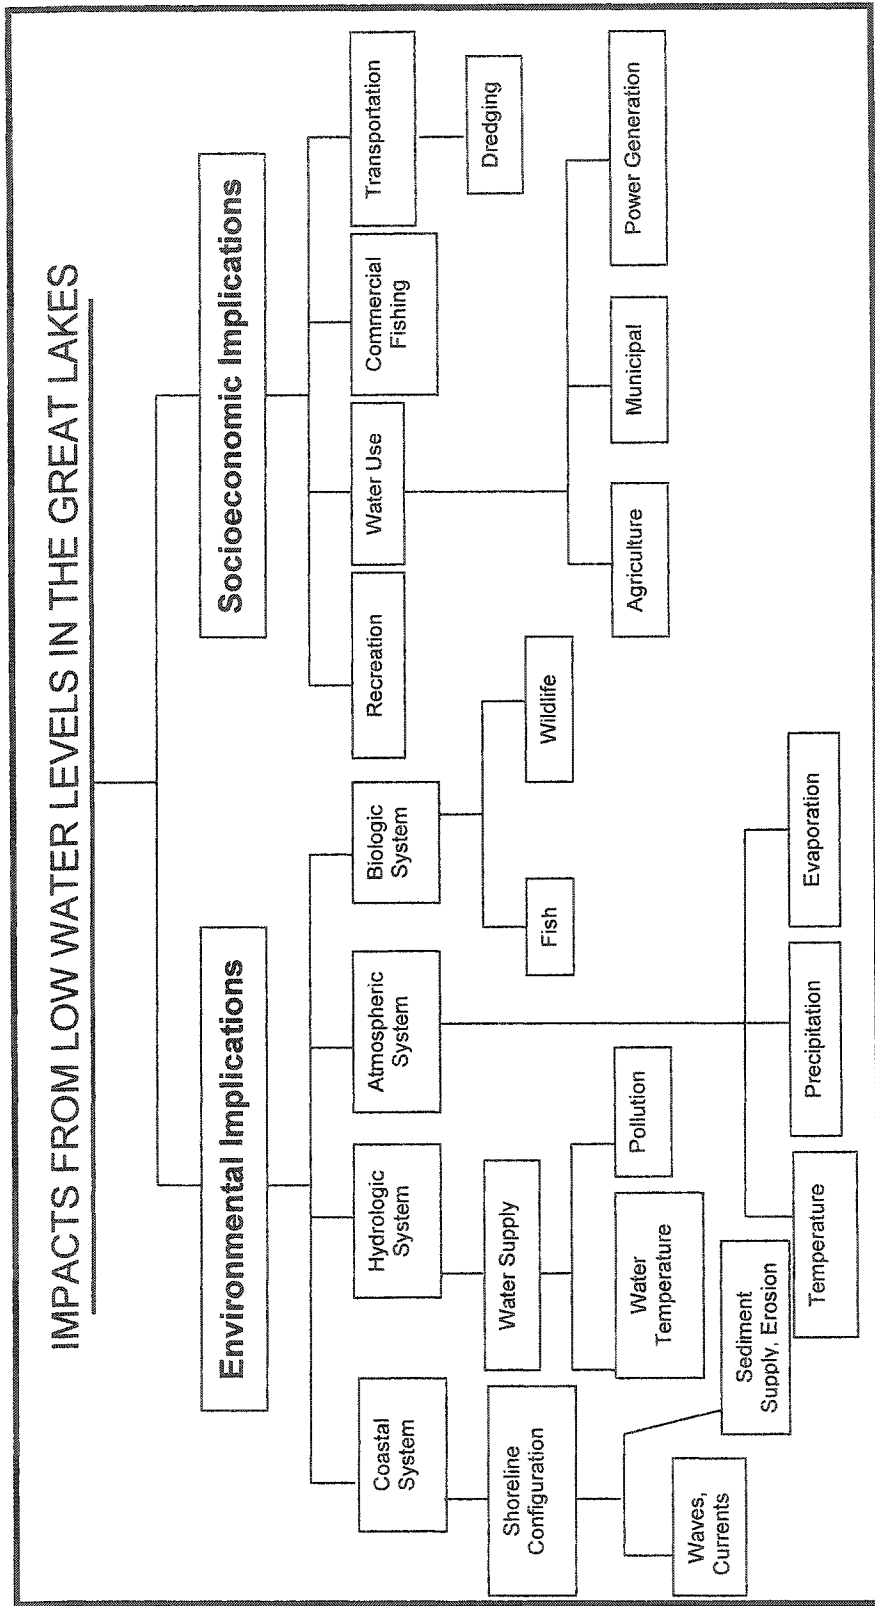 IMPACTS FROM LOW WATER LEVELS IN THE GREAT LAKES
Environmental Implications
Socioeconomic Implications
Coastal
System
Hydrologic
System
Atmospheric
System
Biologic
System
Recreation
Water Use
Commercial
Fishing
Transportation
Shoreline
Configuration
Water Supply
Fish
Wildlife
Dredging
Waves,
Currents
Sediment
Supply, Erosion
Water
Temperature
Pollution
Agriculture
Municipal
Power Generation
Temperature
Precipitation
Evaporation